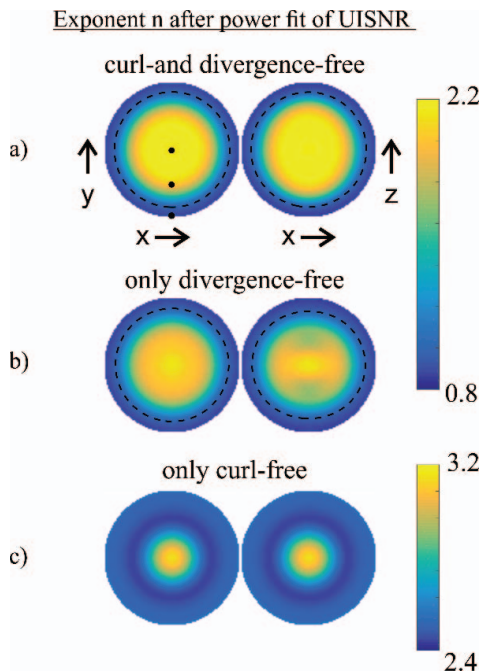 Exponent n after power fit of UISNR
curl-and divergence-free
2.2
a)
y
z
x
x
only divergence-free
b)
0.8
only curl-free
3.2
c)
2.4